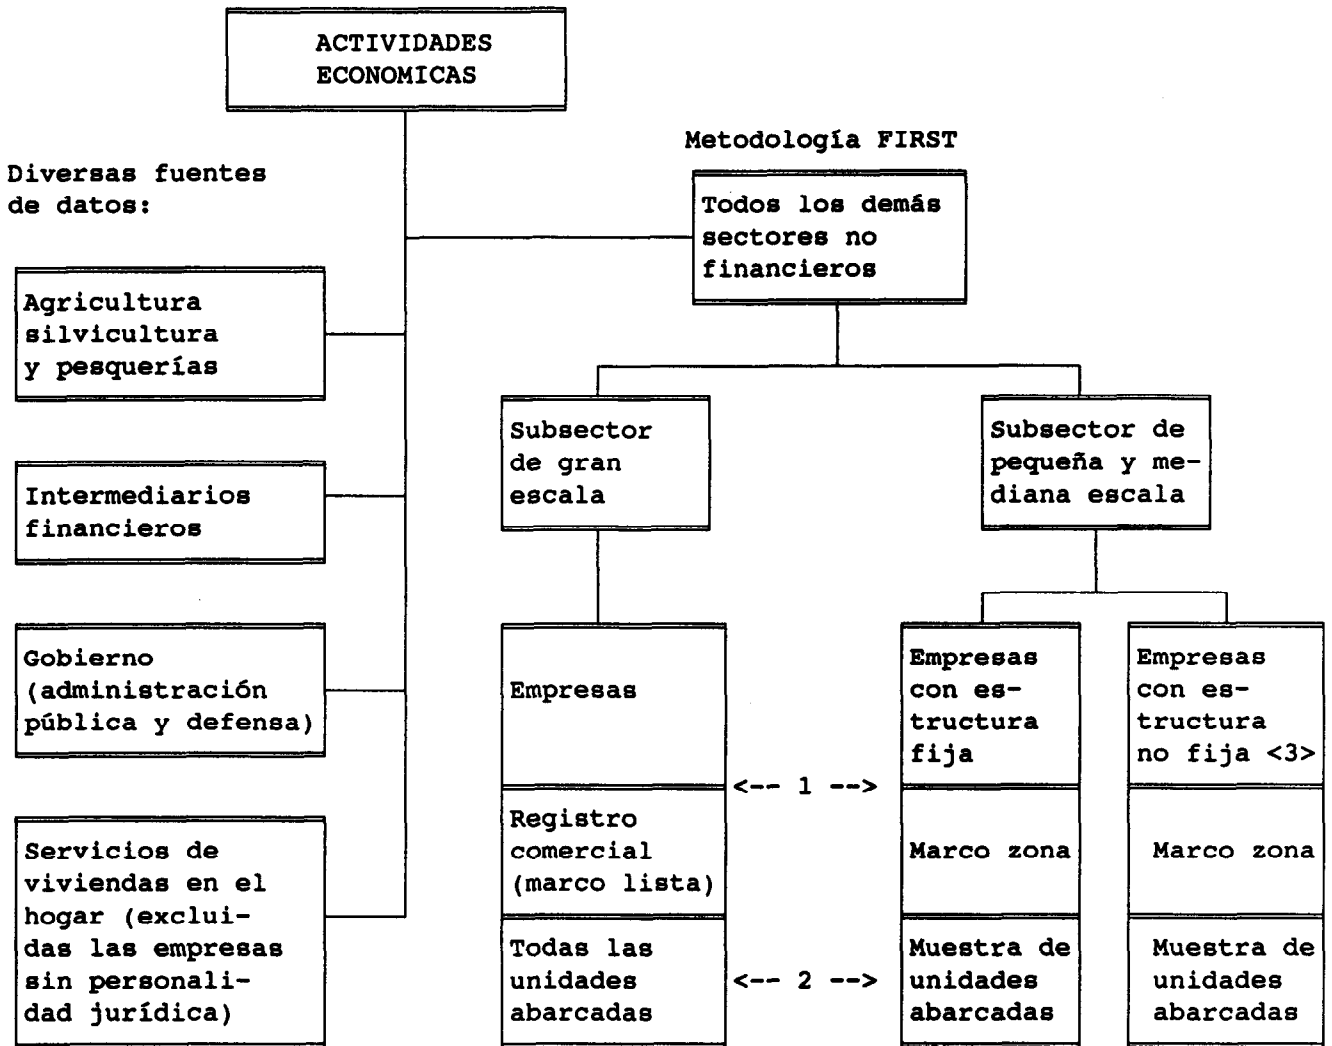 ACTIVIDADES
ECONOMICAS
Metodología FIRST
Diversas fuentes
de datos:
Todos los demás
sectores no
financieros
Agricultura
silvicultura
y pesquerías
Intermediarios
financieros
Gobierno
(administración
pública y defensa)
Servicios de
viviendas en el
hogar (exclui-
das las empresas
sin personali-
dad jurídica)
Subsector
de gran
escala
Subsector de
pequeña y me-
diana escala
Empresas
Registro
comercial
(marco lista)
Todas las
unidades
abarcadas
<-- 1 -->
<-- 2 -->
Empresas
con es-
tructura
fija
Marco zona
Muestra de
unidades
abarcadas
Empresas
con es-
tructura
no fija <3>
Marco zona
Muestra de
unidades
abarcadas